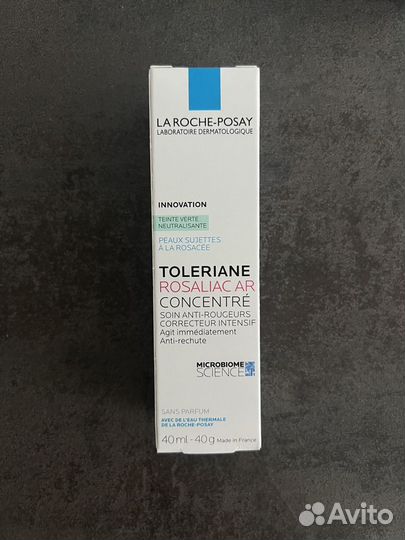 LA ROCHE-POSAY
LABORATOIRE DERMATOLOGIQUE
INNOVATION
TEINTE VERTE
NEUTRALISANTE
PEAUX SUJETTES
À LA ROSACÉE
TOLERIANE
ROSALIAC AR
CONCENTRÉ
SOIN ANTI-ROUGEURS
CORRECTEUR INTENSIF
Agit immédiatement
Anti-rechute
MICROBIOME
SCIENCE
SANS PARFUM
AVEC DE L'EAU THERMALE
DE LA ROCHE-POSAY
40 ml - 40 g Made in France
Avito